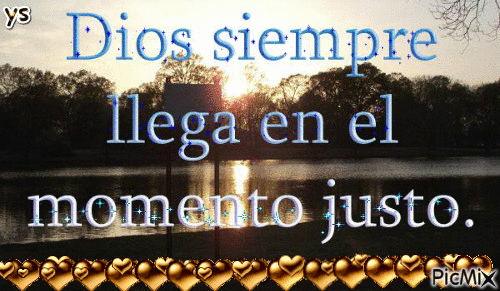 ys
Dios siempre
llega en el
momento justo.
PicMix